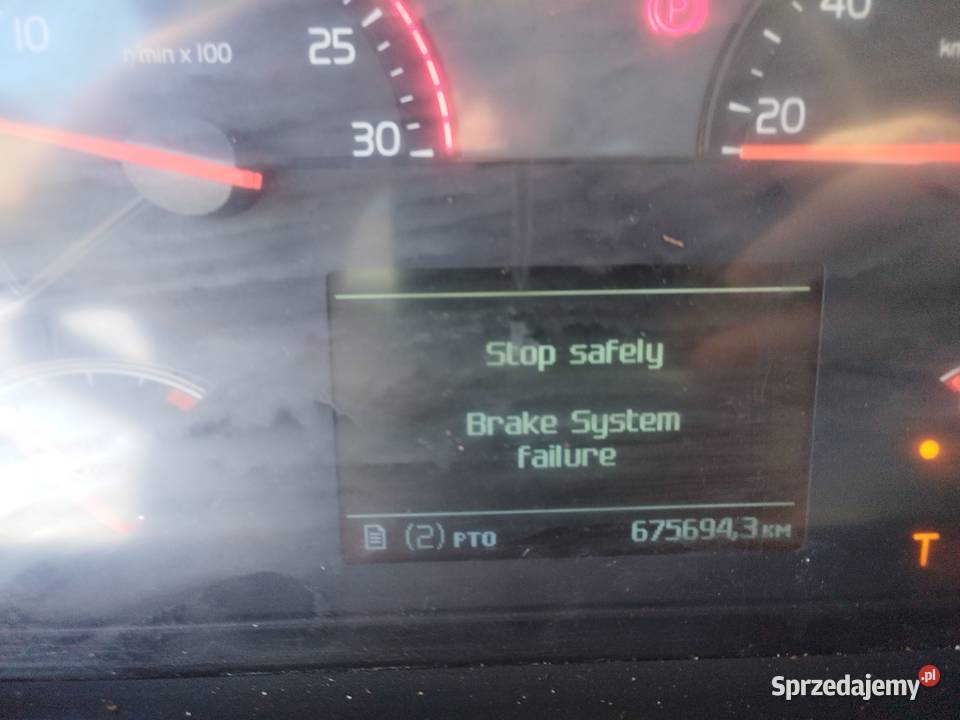 10
r/min x 100
25
30
P
40
km
20
Stop safely
Brake System
failure
(2) PTO
675694,3 км
T
Sprzedajemy.pl